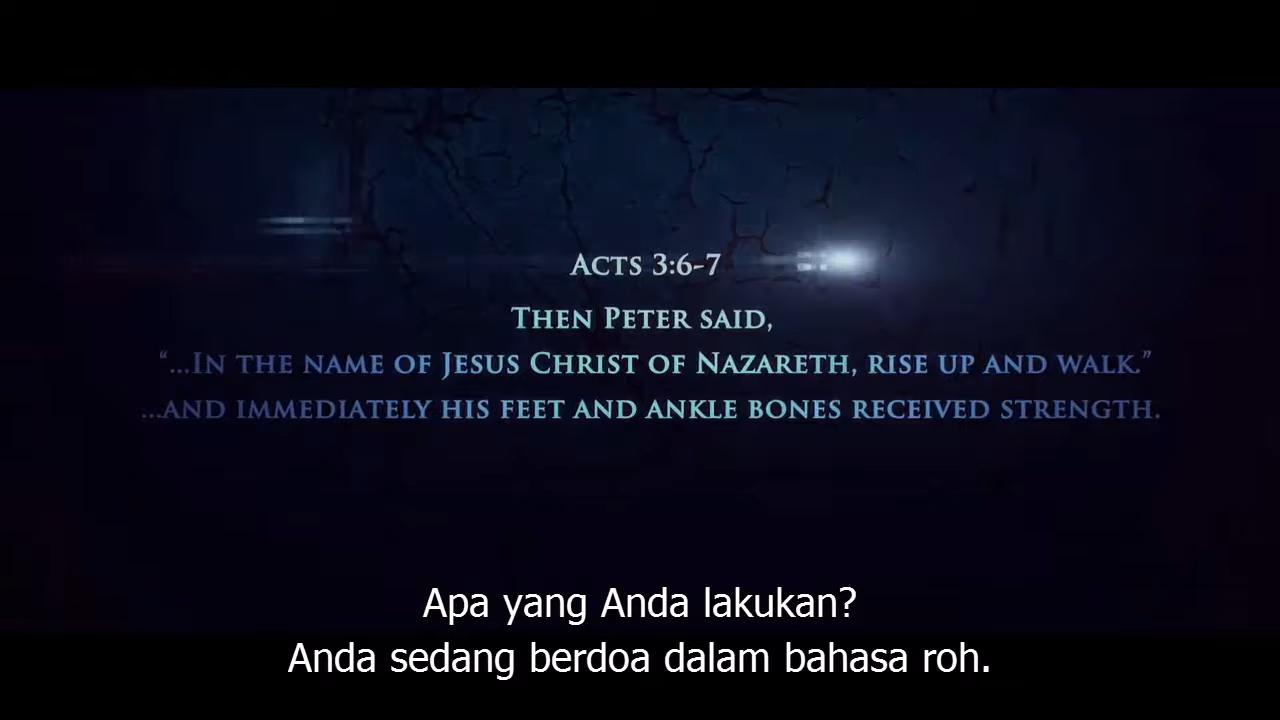 Acts 3:6-7
Then Peter said,
“...In the name of Jesus Christ of Nazareth, rise up and walk.”
...and immediately his feet and ankle bones received strength.
Apa yang Anda lakukan?
Anda sedang berdoa dalam bahasa roh.